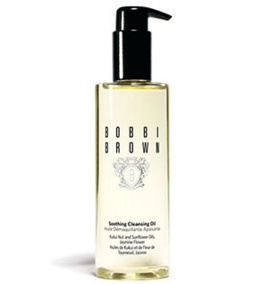 BOBBI
BROWN
Soothing Cleansing Oil
Huile Démaquillante Apaisante
Kukui Nut and Sunflower Oils,
Jasmine Flower
Huiles de Kukui et de Fleur de
Tournesol, Jasmin